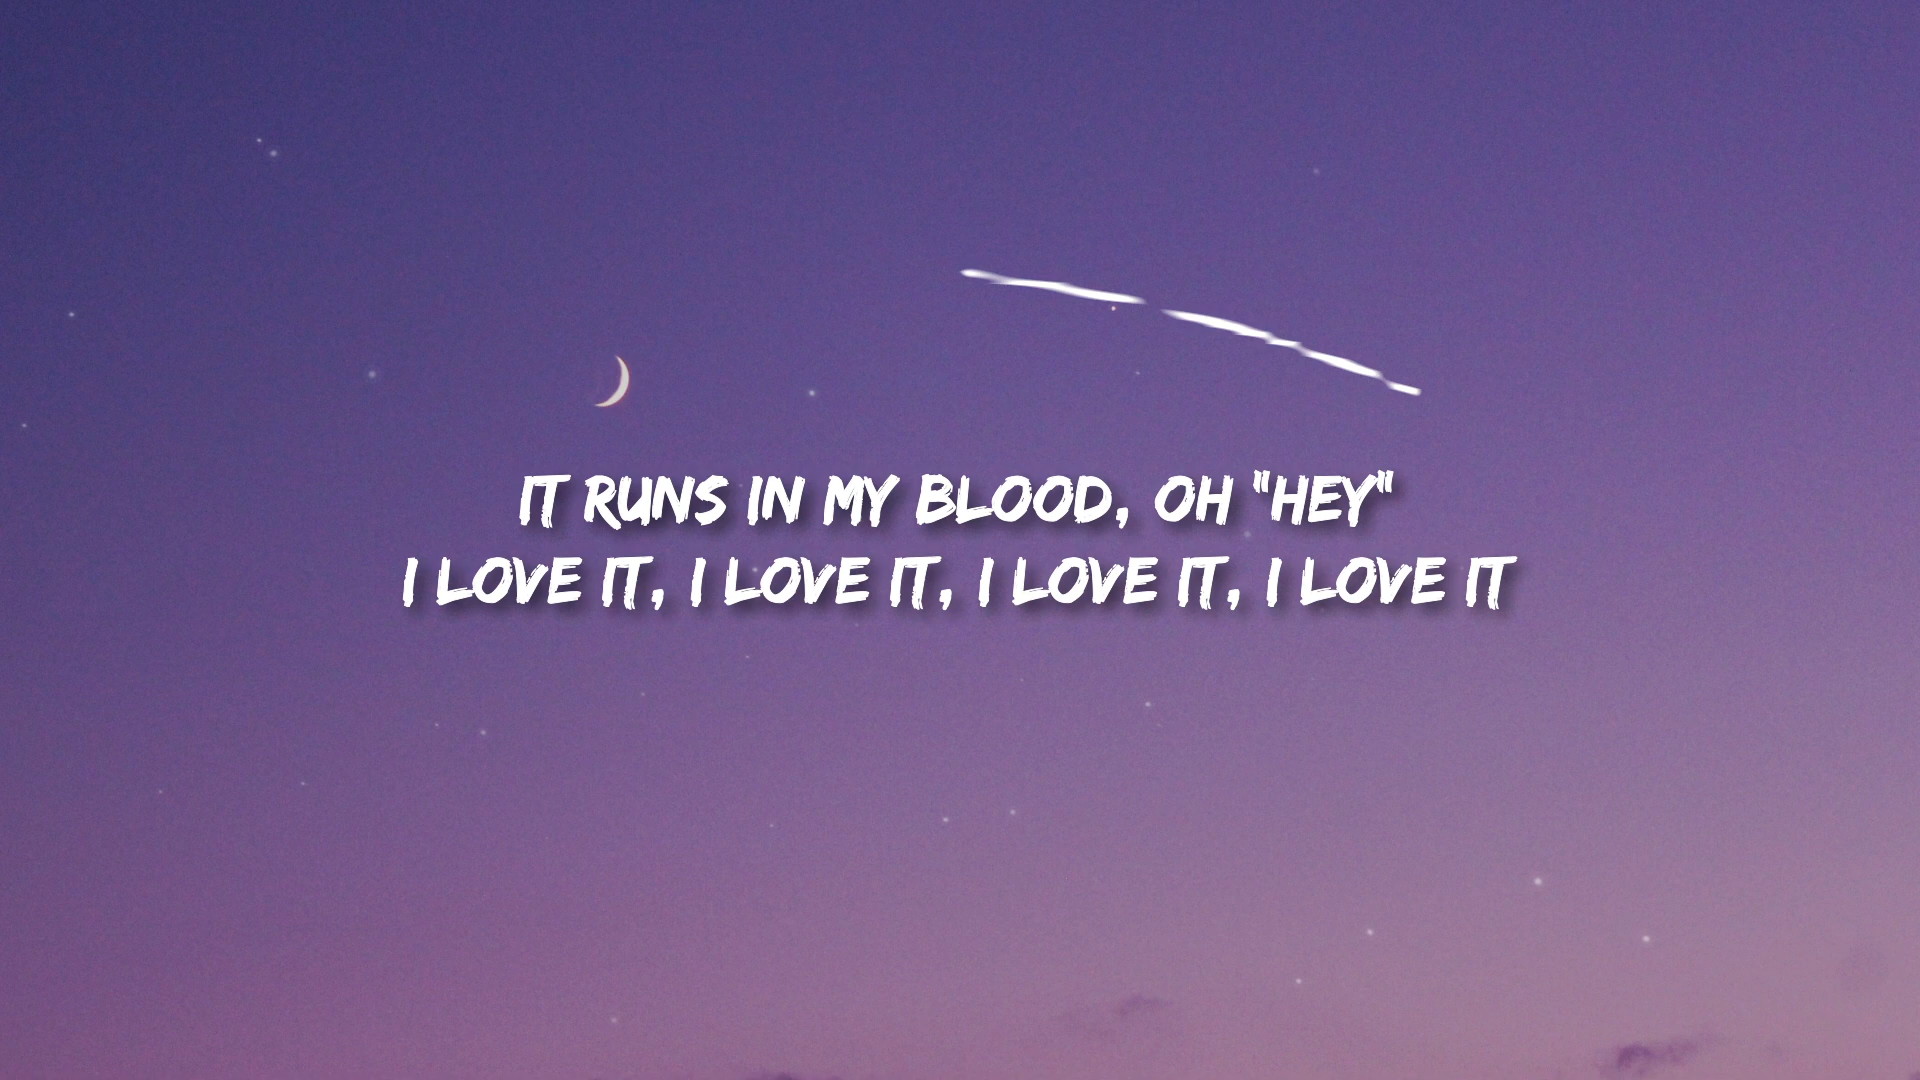 IT RUNS IN MY BLOOD, OH "HEY"
I LOVE IT, I LOVE IT, I LOVE IT, I LOVE IT